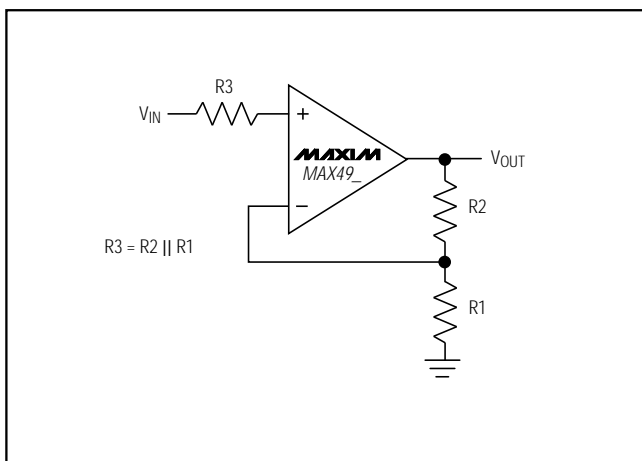 R3
VIN
+
MAXIM
MAX49_
−
VOUT
R2
R3 = R2 || R1
R1